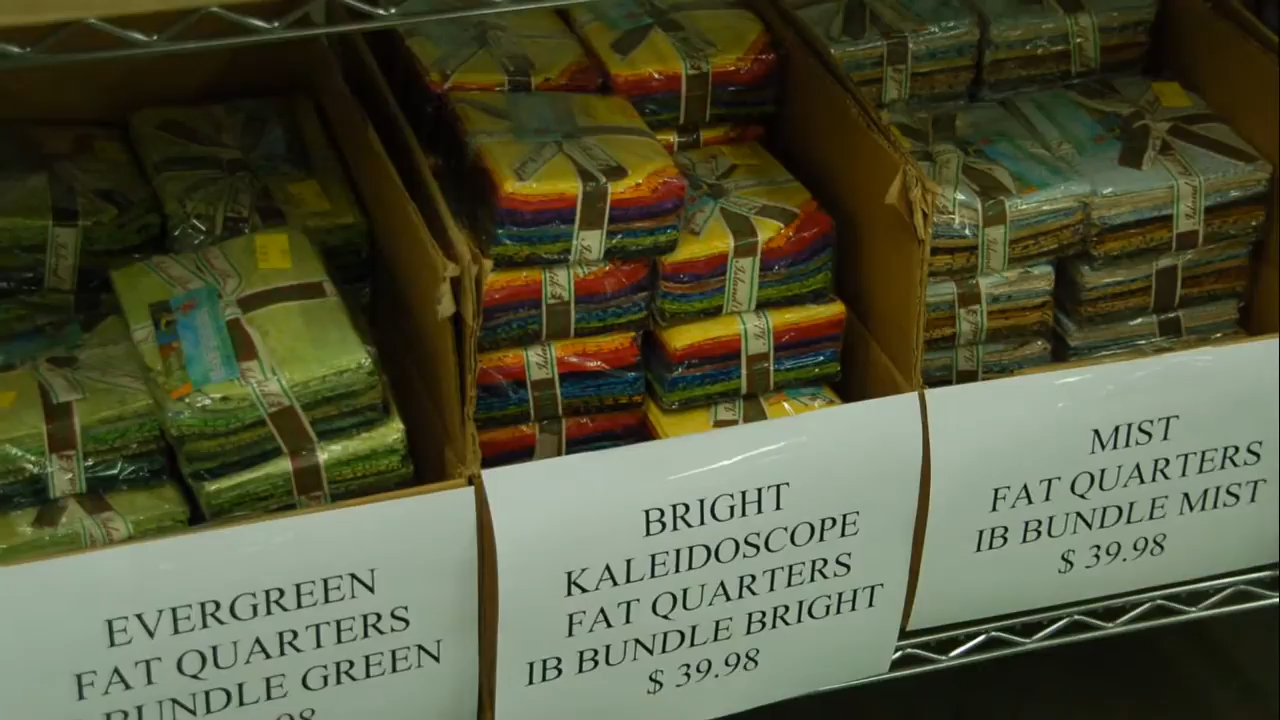 EVERGREEN
FAT QUARTERS
BUNDLE GREEN
98
BRIGHT
KALEIDOSCOPE
FAT QUARTERS
IB BUNDLE BRIGHT
$ 39.98
MIST
FAT QUARTERS
IB BUNDLE MIST
$ 39.98